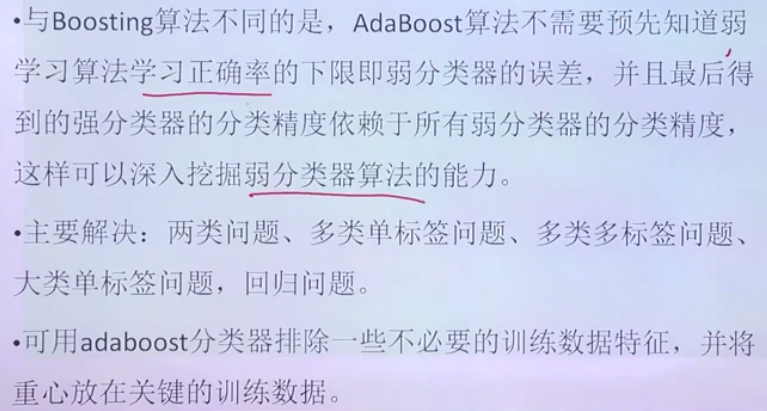 •与Boosting算法不同的是，AdaBoost算法不需要预先知道弱
学习算法学习正确率的下限即弱分类器的误差，并且最后得
到的强分类器的分类精度依赖于所有弱分类器的分类精度，
这样可以深入挖掘弱分类器算法的能力。
•主要解决：两类问题、多类单标签问题、多类多标签问题、
大类单标签问题，回归问题。
•可用adaboost分类器排除一些不必要的训练数据特征，并将
重心放在关键的训练数据。